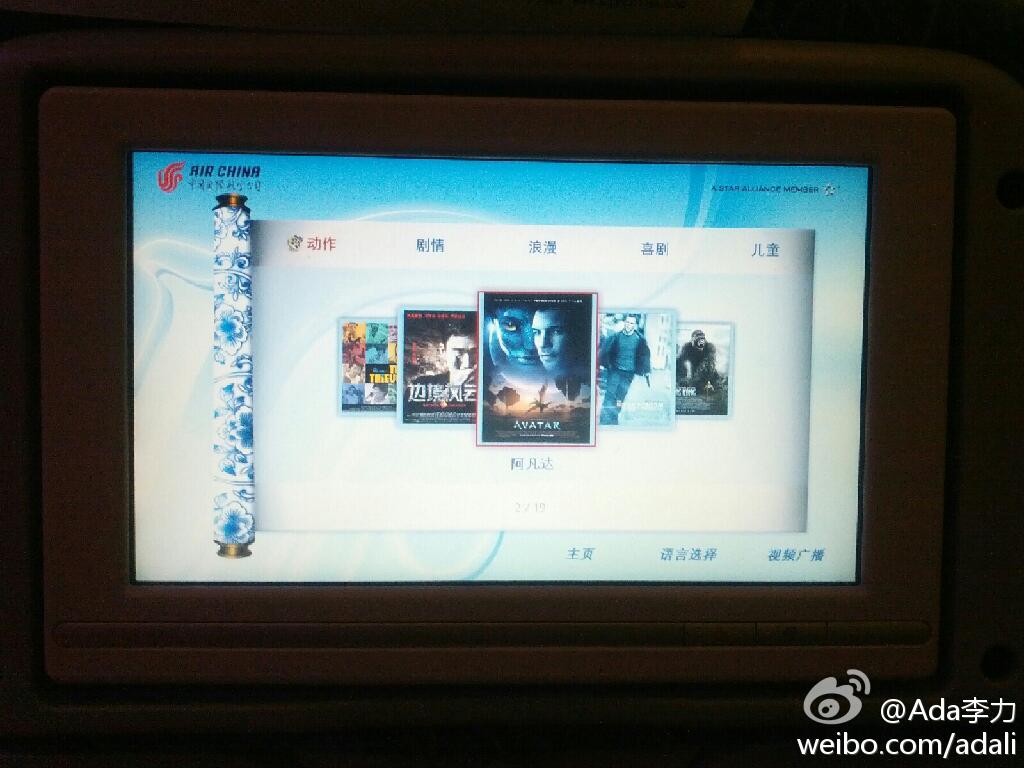 AIR CHINA
中国国际航空公司
A STAR ALLIANCE MEMBER
动作 剧情 浪漫 喜剧 儿童
边境风云
AVATAR
阿凡达
2 / 19
主页 语言选择 视频广播
@Ada李力
weibo.com/adali